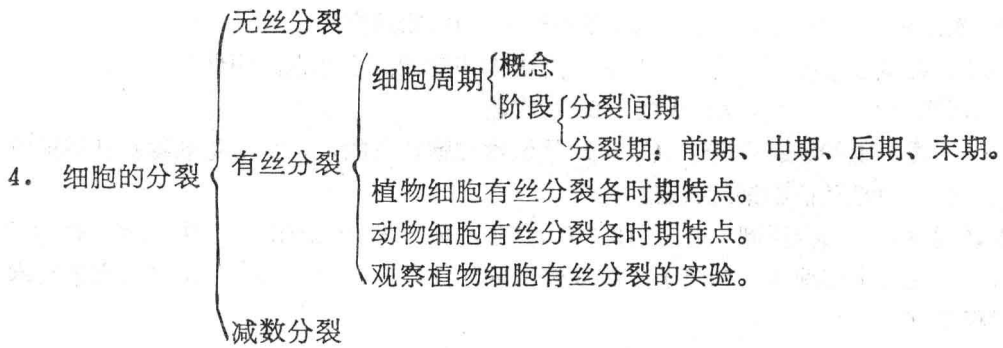 无丝分裂
细胞周期
概念
阶段
分裂间期
分裂期：前期、中期、后期、末期。
4． 细胞的分裂
有丝分裂
植物细胞有丝分裂各时期特点。
动物细胞有丝分裂各时期特点。
观察植物细胞有丝分裂的实验。
减数分裂